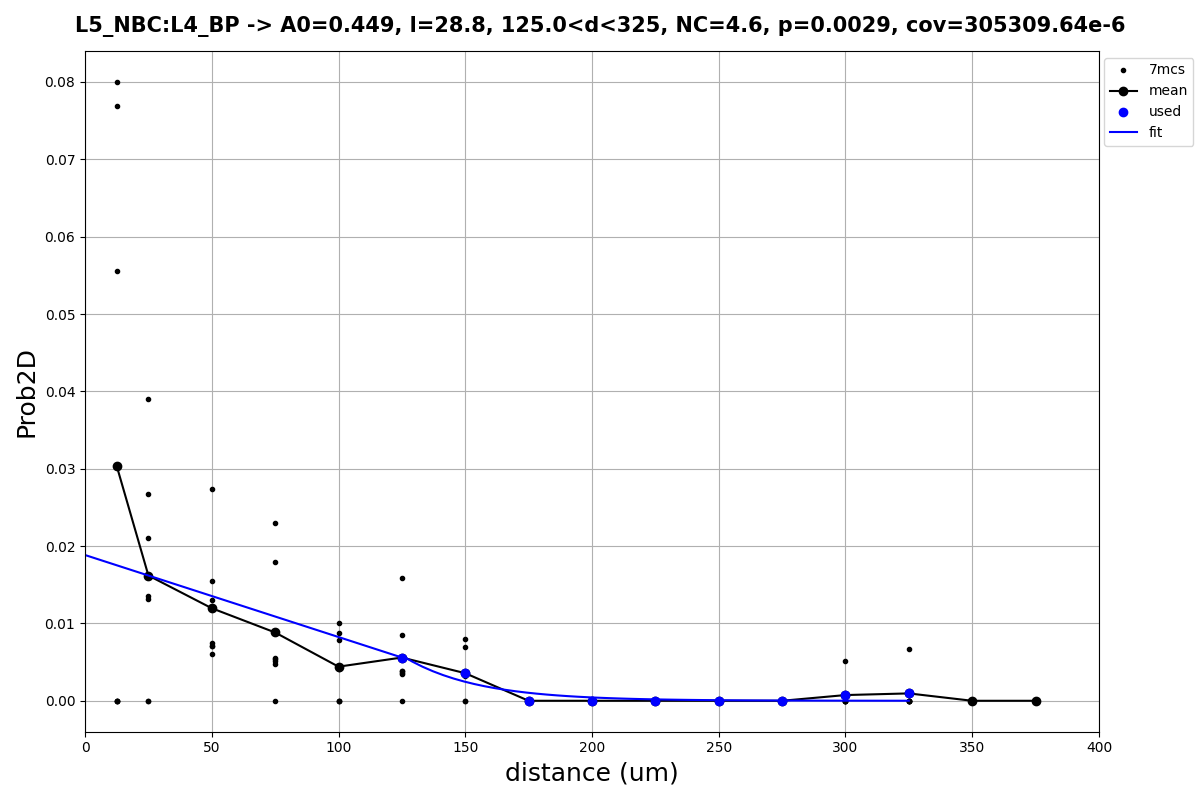 L5_NBC:L4_BP -> A0=0.449, l=28.8, 125.0<d<325, NC=4.6, p=0.0029, cov=305309.64e-6
7mcs
mean
used
fit
0.08
0.07
0.06
0.05
0.04
0.03
0.02
0.01
0.00
Prob2D
0 50 100 150 200 250 300 350 400
distance (um)